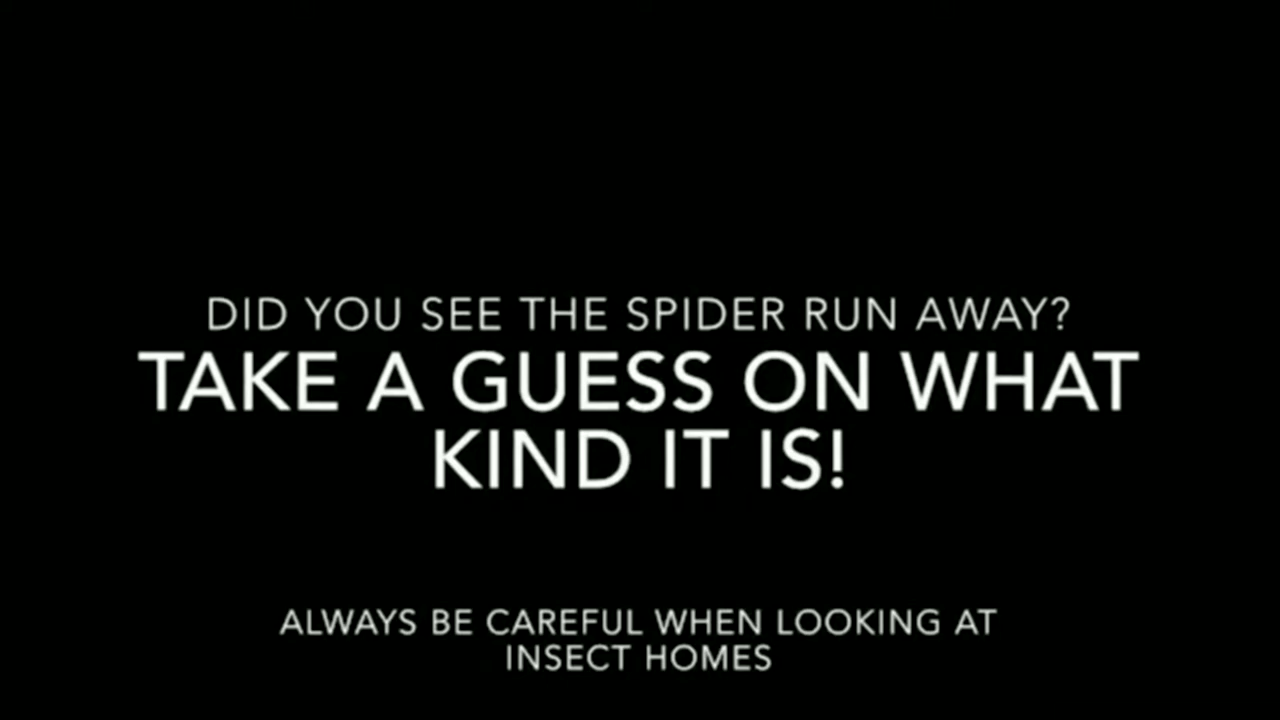 DID YOU SEE THE SPIDER RUN AWAY?
TAKE A GUESS ON WHAT
KIND IT IS!
ALWAYS BE CAREFUL WHEN LOOKING AT
INSECT HOMES